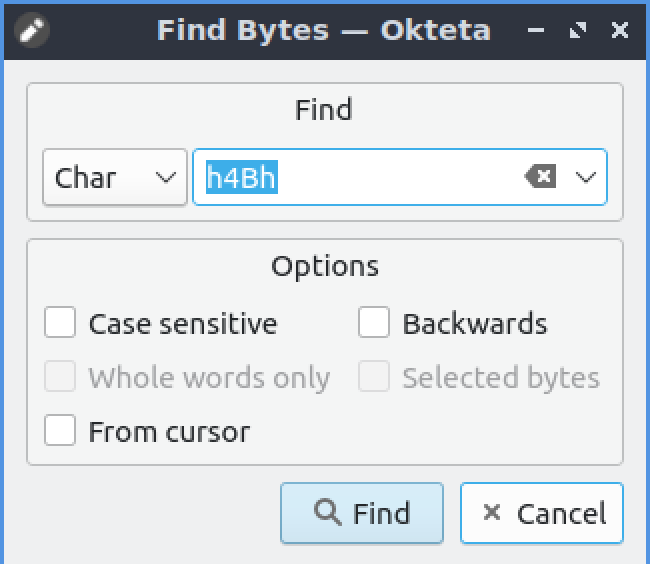 Find Bytes — Okteta
Find
Char h4Bh
Options
Case sensitive Backwards
Whole words only Selected bytes
From cursor
Find Cancel